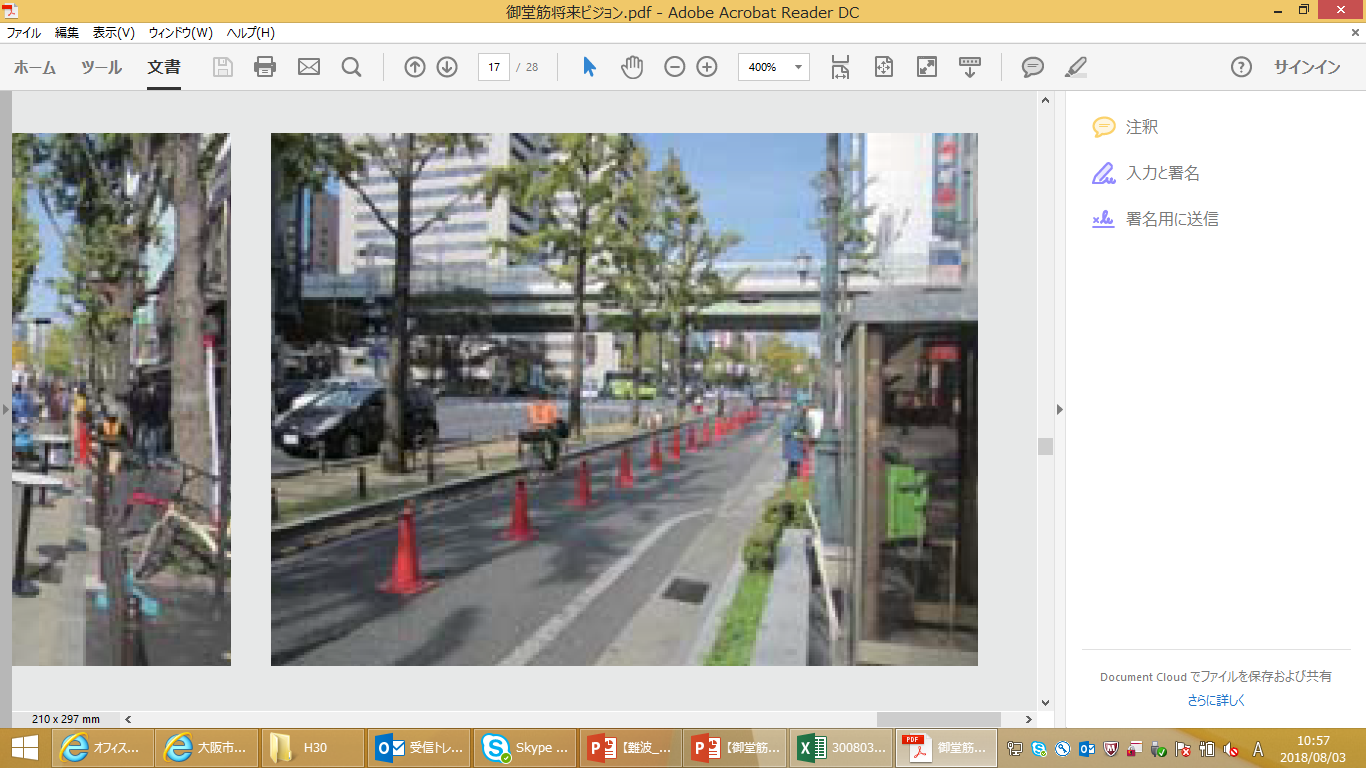 御堂筋将来ビジョン.pdf - Adobe Acrobat Reader DC
ファイル 編集 表示(V) ウィンドウ(W) ヘルプ(H)
ホーム ツール 文書 17 / 28 400% サインイン
注釈
入力と署名
署名用に送信
Document Cloud でファイルを保存および共有
さらに詳しく
210 x 297 mm
オフィス... 大阪市... H30 受信トレ... Skype ... 【難波_... 【御堂筋... 300803... 御堂筋... A 10:57
2018/08/03